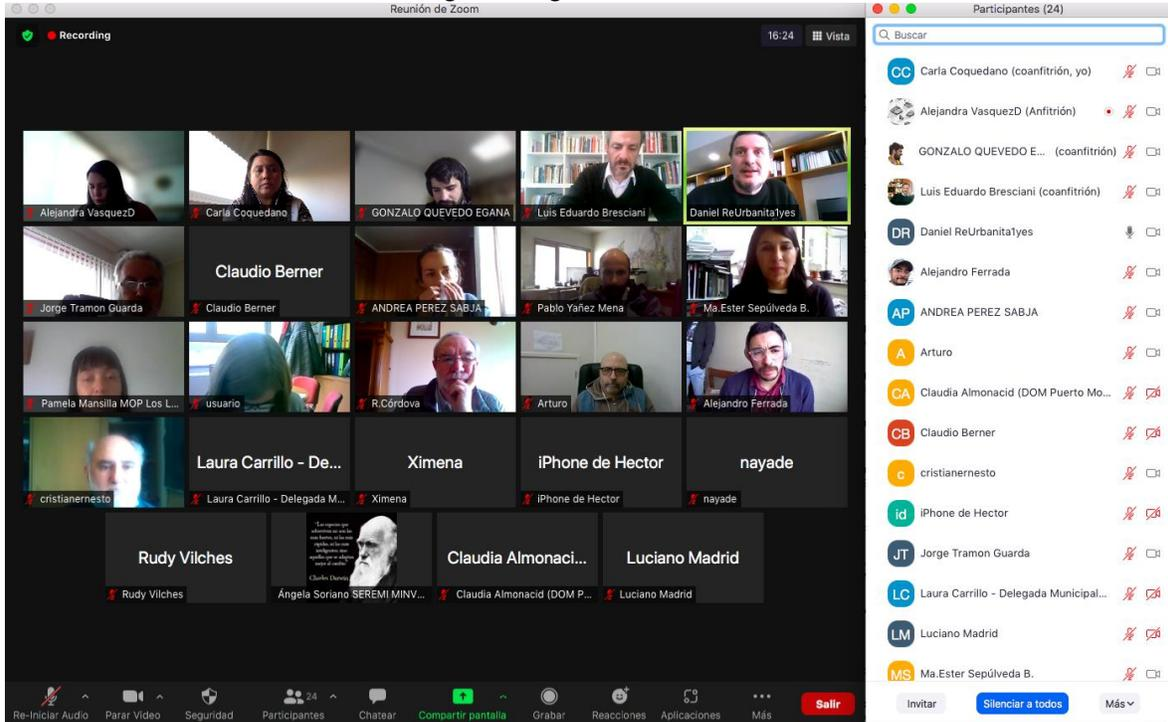 Reunión de Zoom
Participantes (24)
Recording
16:24
Vista
Buscar
Alejandra VasquezD
Carla Coquedano
GONZALO QUEVEDO EGANA
Luis Eduardo Bresciani
Daniel ReUrbanita1yes
Jorge Tramon Guarda
Claudio Berner
Claudio Berner
ANDREA PEREZ SABJA
Pablo Yañez Mena
Ma.Ester Sepúlveda B.
Pamela Mansilla MOP Los L...
usuario
R.Córdova
Arturo
Alejandro Ferrada
cristianernesto
Laura Carrillo - De...
Laura Carrillo - Delegada M...
Ximena
Ximena
iPhone de Hector
iPhone de Hector
nayade
nayade
Rudy Vilches
Rudy Vilches
Charles Darwin
Ángela Soriano SEREMI MINV...
Claudia Almonaci...
Claudia Almonacid (DOM P...
Luciano Madrid
Luciano Madrid
Re-Iniciar Audio
Parar Video
Seguridad
24
Participantes
Chatear
Compartir pantalla
Grabar
Reacciones
Aplicaciones
Más
Salir
CC Carla Coquedano (coanfitrión, yo)
Alejandra VasquezD (Anfitrión)
GONZALO QUEVEDO E... (coanfitrión)
Luis Eduardo Bresciani (coanfitrión)
DR Daniel ReUrbanita1yes
Alejandro Ferrada
AP ANDREA PEREZ SABJA
A Arturo
CA Claudia Almonacid (DOM Puerto Mo...
CB Claudio Berner
c cristianernesto
id iPhone de Hector
JT Jorge Tramon Guarda
LC Laura Carrillo - Delegada Municipal...
LM Luciano Madrid
MS Ma.Ester Sepúlveda B.
Invitar
Silenciar a todos
Más